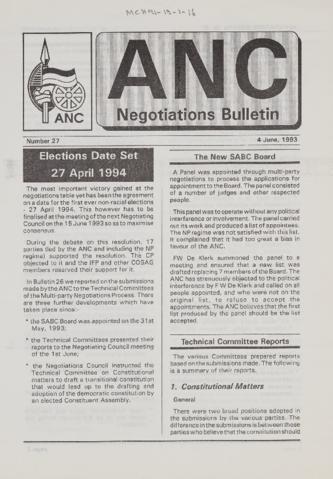 MCH91-13-2-16
ANC
ANC
Negotiations Bulletin
Number 27
4 June, 1993
Elections Date Set
27 April 1994
The most important victory gained at the
negotiations table yet has been the agreement
on a date for the first ever non-racial elections
- 27 April 1994. This however has to be
finalised at the meeting of the next Negotiating
Council on the 15 June 1993 so as to maximise
consensus.
During the debate on this resolution, 17
parties (led by the ANC and including the NP
regime) supported the resolution. The CP
objected to it and the IFP and other COSAG
members reserved their support for it.
In Bulletin 26 we reported on the submissions
made by the ANC to the Technical Committees
of the Multi-party Negotiations Process. There
are three further developments which have
taken place since:-
* the SABC Board was appointed on the 31st
May, 1993;
* the Technical Committees presented their
reports to the Negotiating Council meeting
of the 1st June;
* the Negotiations Council instructed the
Technical Committee on Constitutional
matters to draft a transitional constitution
that would lead up to the drafting and
adoption of the democratic constitution by
an elected Constituent Assembly.
The New SABC Board
A Panel was appointed through multi-party
negotiations to process the applications for
appointment to the Board. The panel consisted
of a number of judges and other respected
people.
This panel was to operate without any political
interference or involvement. The panel carried
out its work and produced a list of appointees.
The NP regime was not satisfied with this list.
It complained that it had too great a bias in
favour of the ANC.
FW De Klerk summoned the panel to a
meeting and ensured that a new list was
drafted replacing 7 members of the Board. The
ANC has strenuously objected to the political
interference by F W De Klerk and called on all
people appointed, and who were not on the
original list, to refuse to accept the
appointments. The ANC believes that the first
list produced by the panel should be the list
accepted.
Technical Committee Reports
The various Committees prepared reports
based on the submissions made. The following
is a summary of their reports.
1. Constitutional Matters
General
There were two broad positions adopted in
the submissions by the various parties. The
difference in the submissions is between those
parties who believe that the constitution should